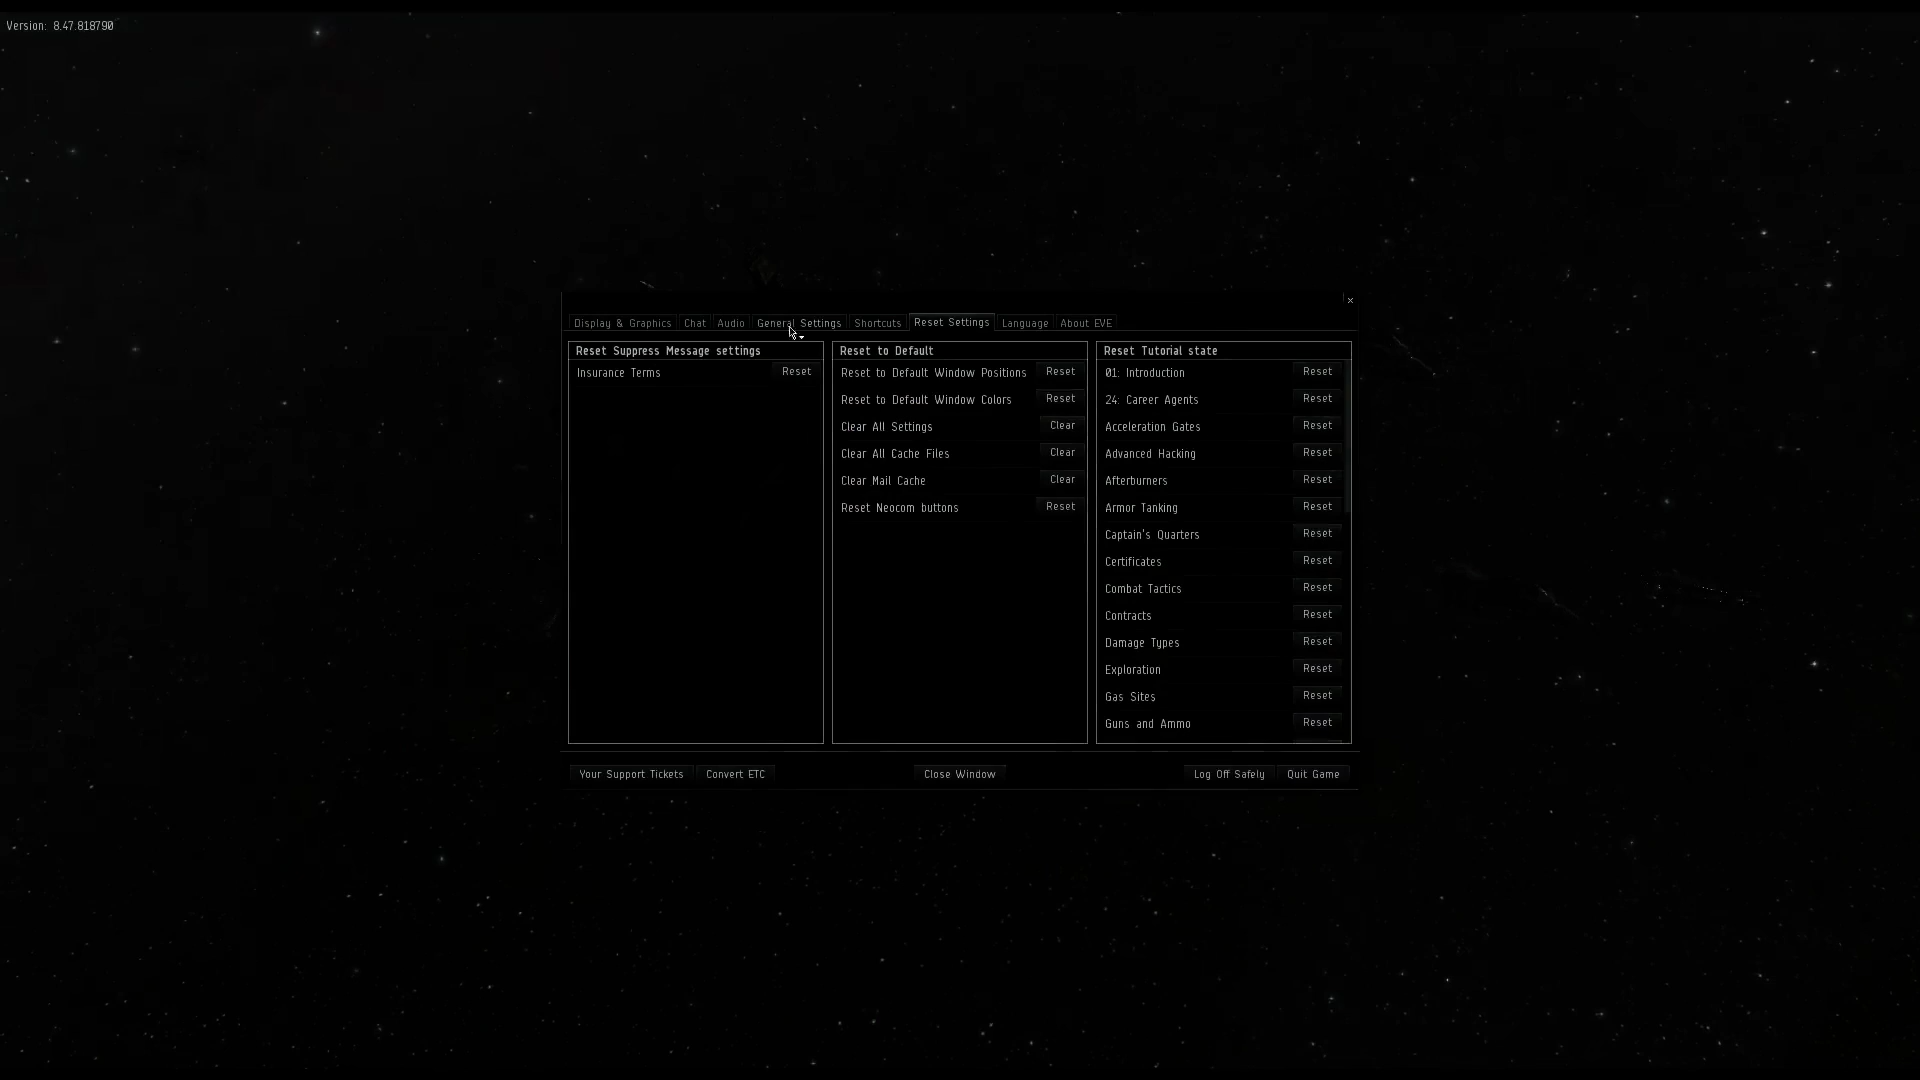 Version: 8.47.818790
×
Display & Graphics Chat Audio General Settings Shortcuts Reset Settings Language About EVE
Reset Suppress Message settings
Insurance Terms Reset
Reset to Default
Reset to Default Window Positions Reset
Reset to Default Window Colors Reset
Clear All Settings Clear
Clear All Cache Files Clear
Clear Mail Cache Clear
Reset Neocom buttons Reset
Reset Tutorial state
01: Introduction Reset
24: Career Agents Reset
Acceleration Gates Reset
Advanced Hacking Reset
Afterburners Reset
Armor Tanking Reset
Captain's Quarters Reset
Certificates Reset
Combat Tactics Reset
Contracts Reset
Damage Types Reset
Exploration Reset
Gas Sites Reset
Guns and Ammo Reset
Your Support Tickets Convert ETC Close Window Log Off Safely Quit Game